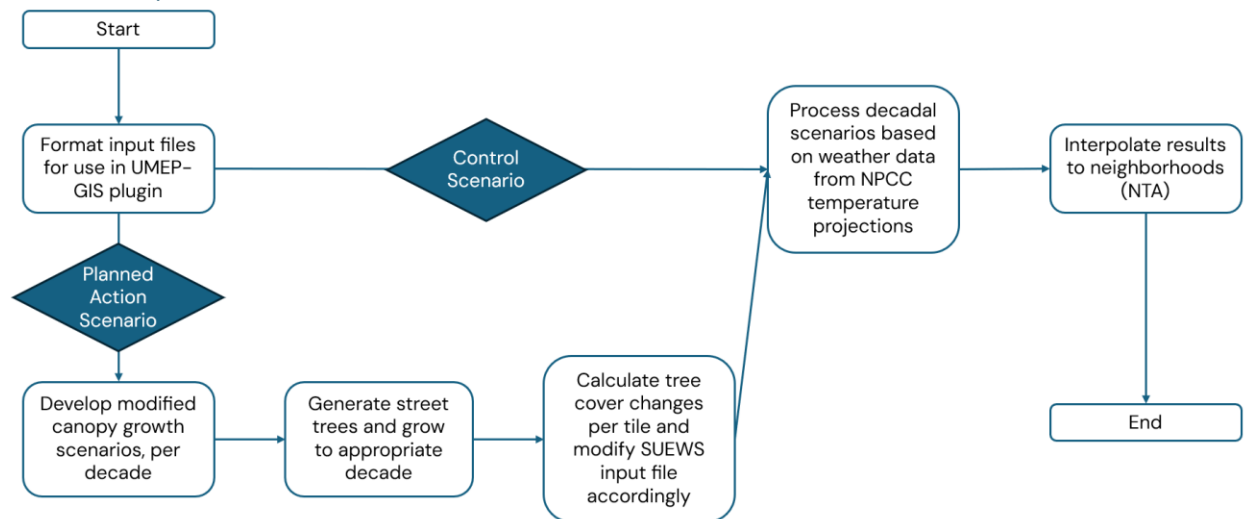 Start
Format input files
for use in UMEP-
GIS plugin
Control
Scenario
Process decadal
scenarios based
on weather data
from NPCC
temperature
projections
Interpolate results
to neighborhoods
(NTA)
Planned
Action
Scenario
Develop modified
canopy growth
scenarios, per
decade
Generate street
trees and grow
to appropriate
decade
Calculate tree
cover changes
per tile and
modify SUEWS
input file
accordingly
End